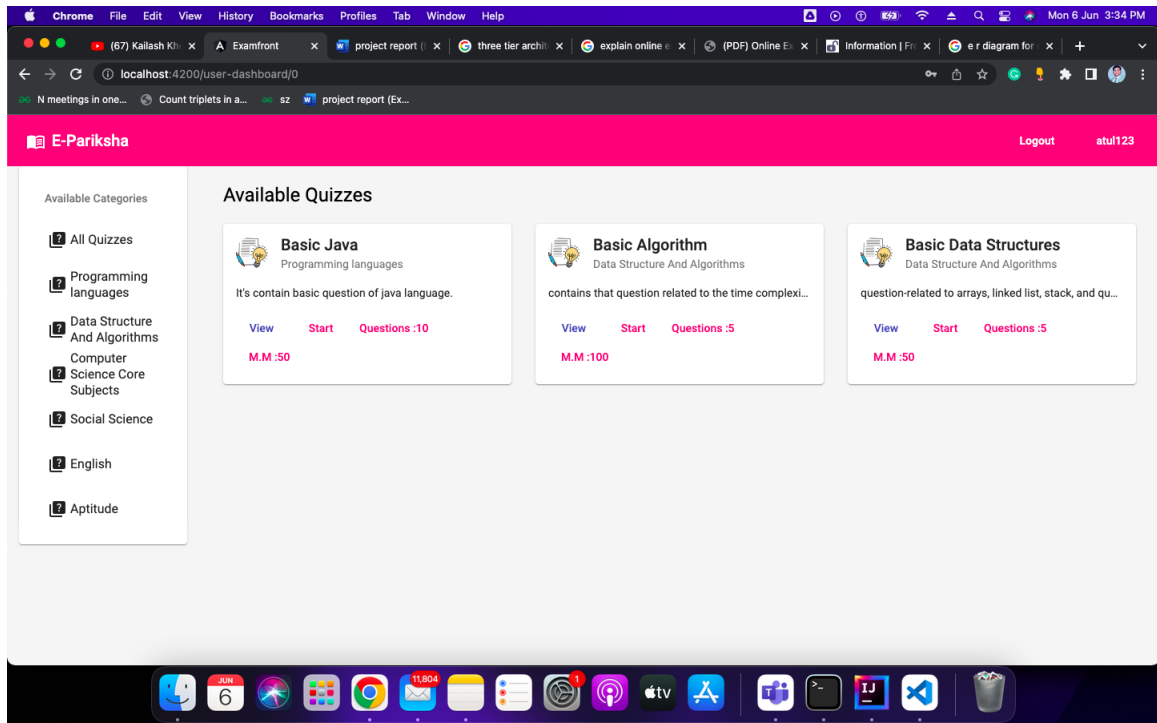 Chrome File Edit View History Bookmarks Profiles Tab Window Help Mon 6 Jun 3:34 PM
(67) Kailash Khe Examfront project report ( three tier archit explain online e (PDF) Online Ex Information | Fr e r diagram for
localhost:4200/user-dashboard/0
N meetings in one... Count triplets in a... sz project report (Ex...
E-Pariksha Logout atul123
Available Categories
All Quizzes
Programming
languages
Data Structure
And Algorithms
Computer
Science Core
Subjects
Social Science
English
Aptitude
Available Quizzes
Basic Java
Programming languages
It's contain basic question of java language.
View Start Questions :10
M.M :50
Basic Algorithm
Data Structure And Algorithms
contains that question related to the time complexi...
View Start Questions :5
M.M :100
Basic Data Structures
Data Structure And Algorithms
question-related to arrays, linked list, stack, and qu...
View Start Questions :5
M.M :50
JUN
6
11,804
1
tv
IJ